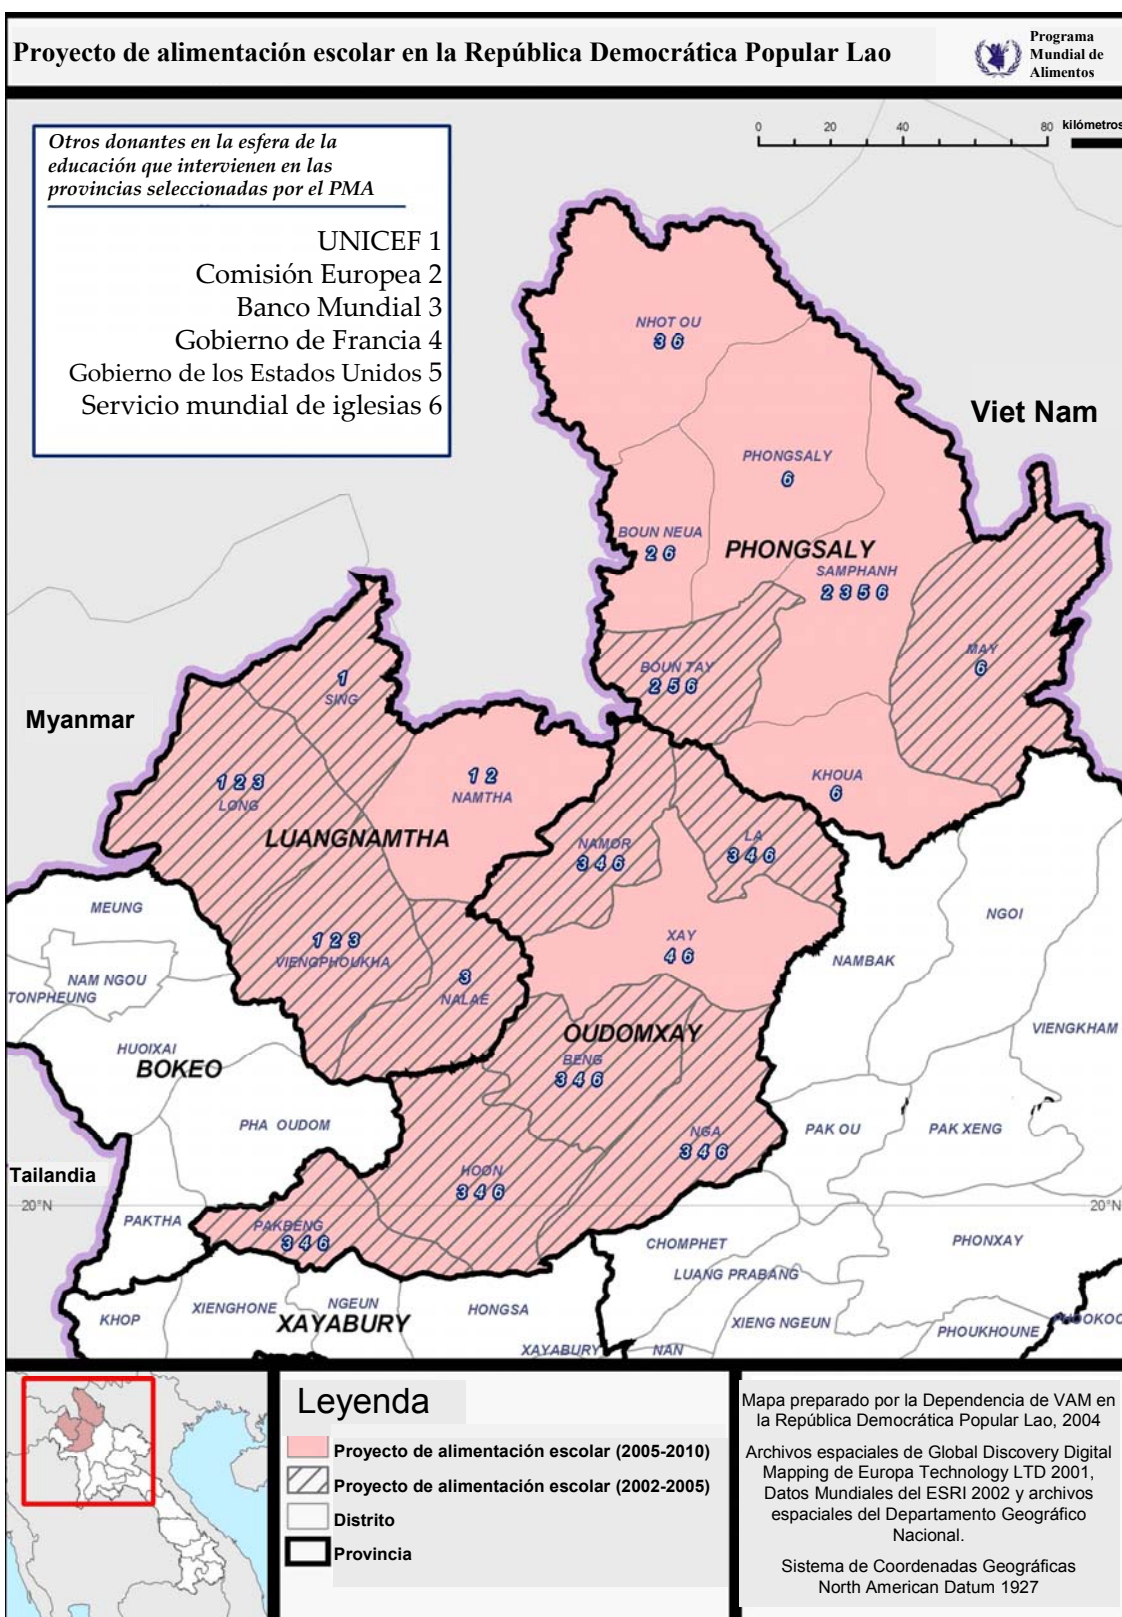 Proyecto de alimentación escolar en la República Democrática Popular Lao
Programa
Mundial de
Alimentos
Otros donantes en la esfera de la
educación que intervienen en las
provincias seleccionadas por el PMA
UNICEF 1
Comisión Europea 2
Banco Mundial 3
Gobierno de Francia 4
Gobierno de los Estados Unidos 5
Servicio mundial de iglesias 6
0 20 40 80 kilómetros
NHOT OU
3 6
Viet Nam
PHONGSALY
6
BOUN NEUA
2 6
PHONGSALY
SAMPHANH
2 3 5 6
MAY
6
BOUN TAY
2 5 6
1
SING
Myanmar
1 2 3
LONG
1 2
NAMTHA
KHOUA
6
LUANGNAMTHA
NAMOR
3 4 6
LA
3 4 6
MEUNG
NGOI
1 2 3
VIENGPHOUKHA
XAY
4 6
NAMBAK
NAM NGOU
TONPHEUNG
3
NALAE
VIENGKHAM
OUDOMXAY
HUOIXAI
BOKEO
BENG
3 4 6
PHA OUDOM
NGA
3 4 6
PAK OU
PAK XENG
Tailandia
HOON
3 4 6
20°N
20°N
PAKTHA
PAKBENG
3 4 6
CHOMPHET
PHONXAY
LUANG PRABANG
KHOP
XIENGHONE
NGEUN
HONGSA
XAYABURY
XIENG NGEUN
PHOUKHOUNE
XAYABURY
NAN
Leyenda
Proyecto de alimentación escolar (2005-2010)
Proyecto de alimentación escolar (2002-2005)
Distrito
Provincia
Mapa preparado por la Dependencia de VAM en
la República Democrática Popular Lao, 2004
Archivos espaciales de Global Discovery Digital
Mapping de Europa Technology LTD 2001,
Datos Mundiales del ESRI 2002 y archivos
espaciales del Departamento Geográfico
Nacional.
Sistema de Coordenadas Geográficas
North American Datum 1927